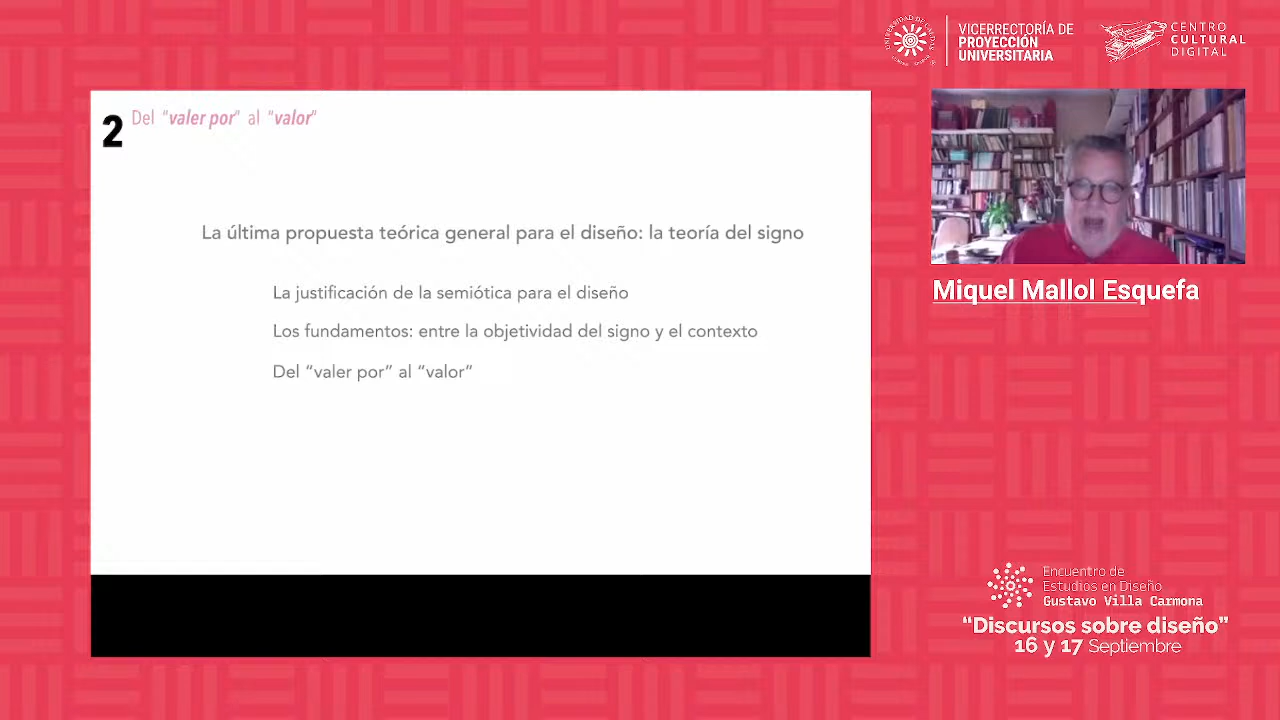 VICERRECTORÍA DE
PROYECCIÓN
UNIVERSITARIA
CENTRO
CULTURAL
DIGITAL
2
Del “valer por” al “valor”
La última propuesta teórica general para el diseño: la teoría del signo
La justificación de la semiótica para el diseño
Los fundamentos: entre la objetividad del signo y el contexto
Del “valer por” al “valor”
Miquel Mallol Esquefa
Encuentro de
Estudios en Diseño
Gustavo Villa Carmona
“Discursos sobre diseño”
16 y 17 Septiembre